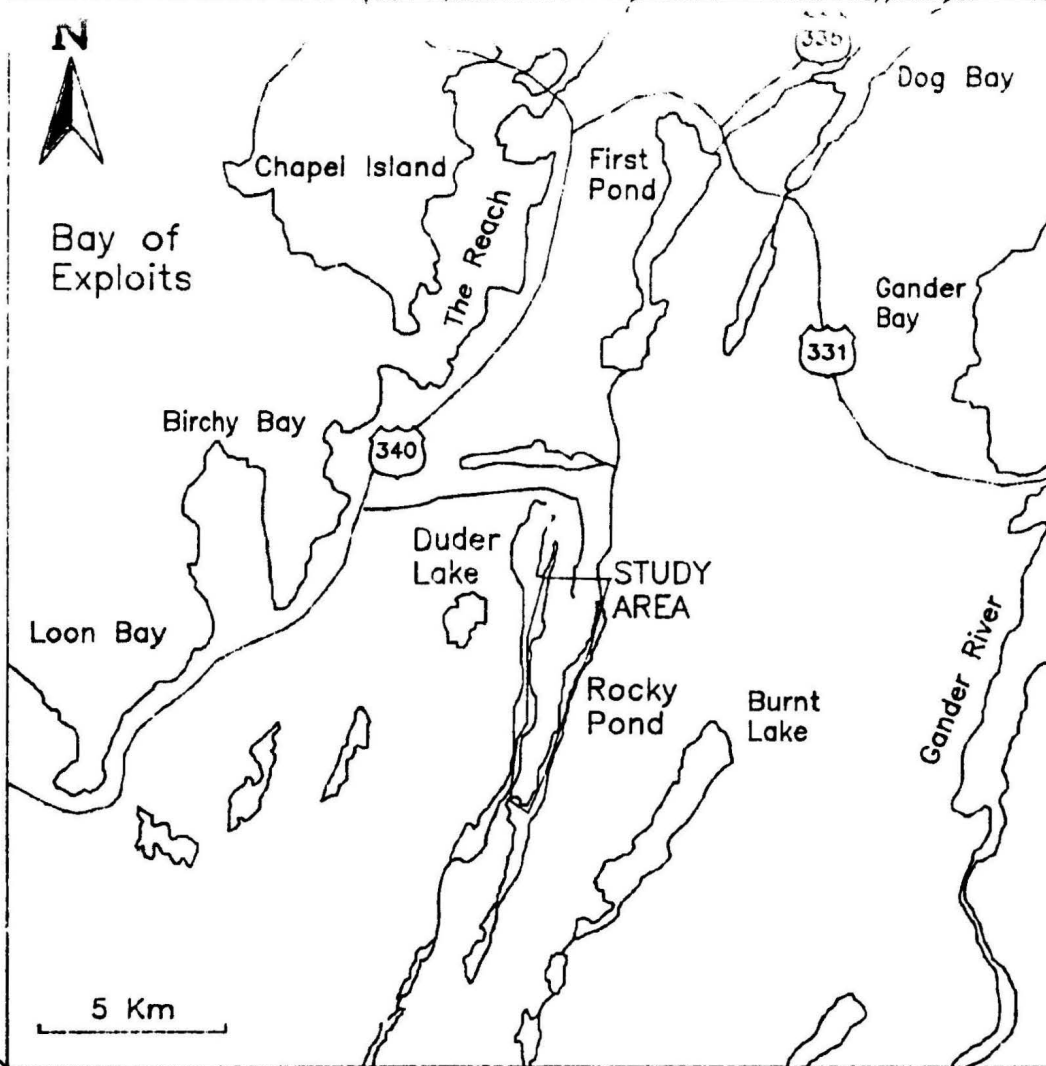 N
335
Dog Bay
Chapel Island
First
Pond
The Reach
Bay of
Exploits
Gander
Bay
331
Birchy Bay
340
Duder
Lake
STUDY
AREA
Loon Bay
Rocky
Pond
Burnt
Lake
Gander River
5 Km